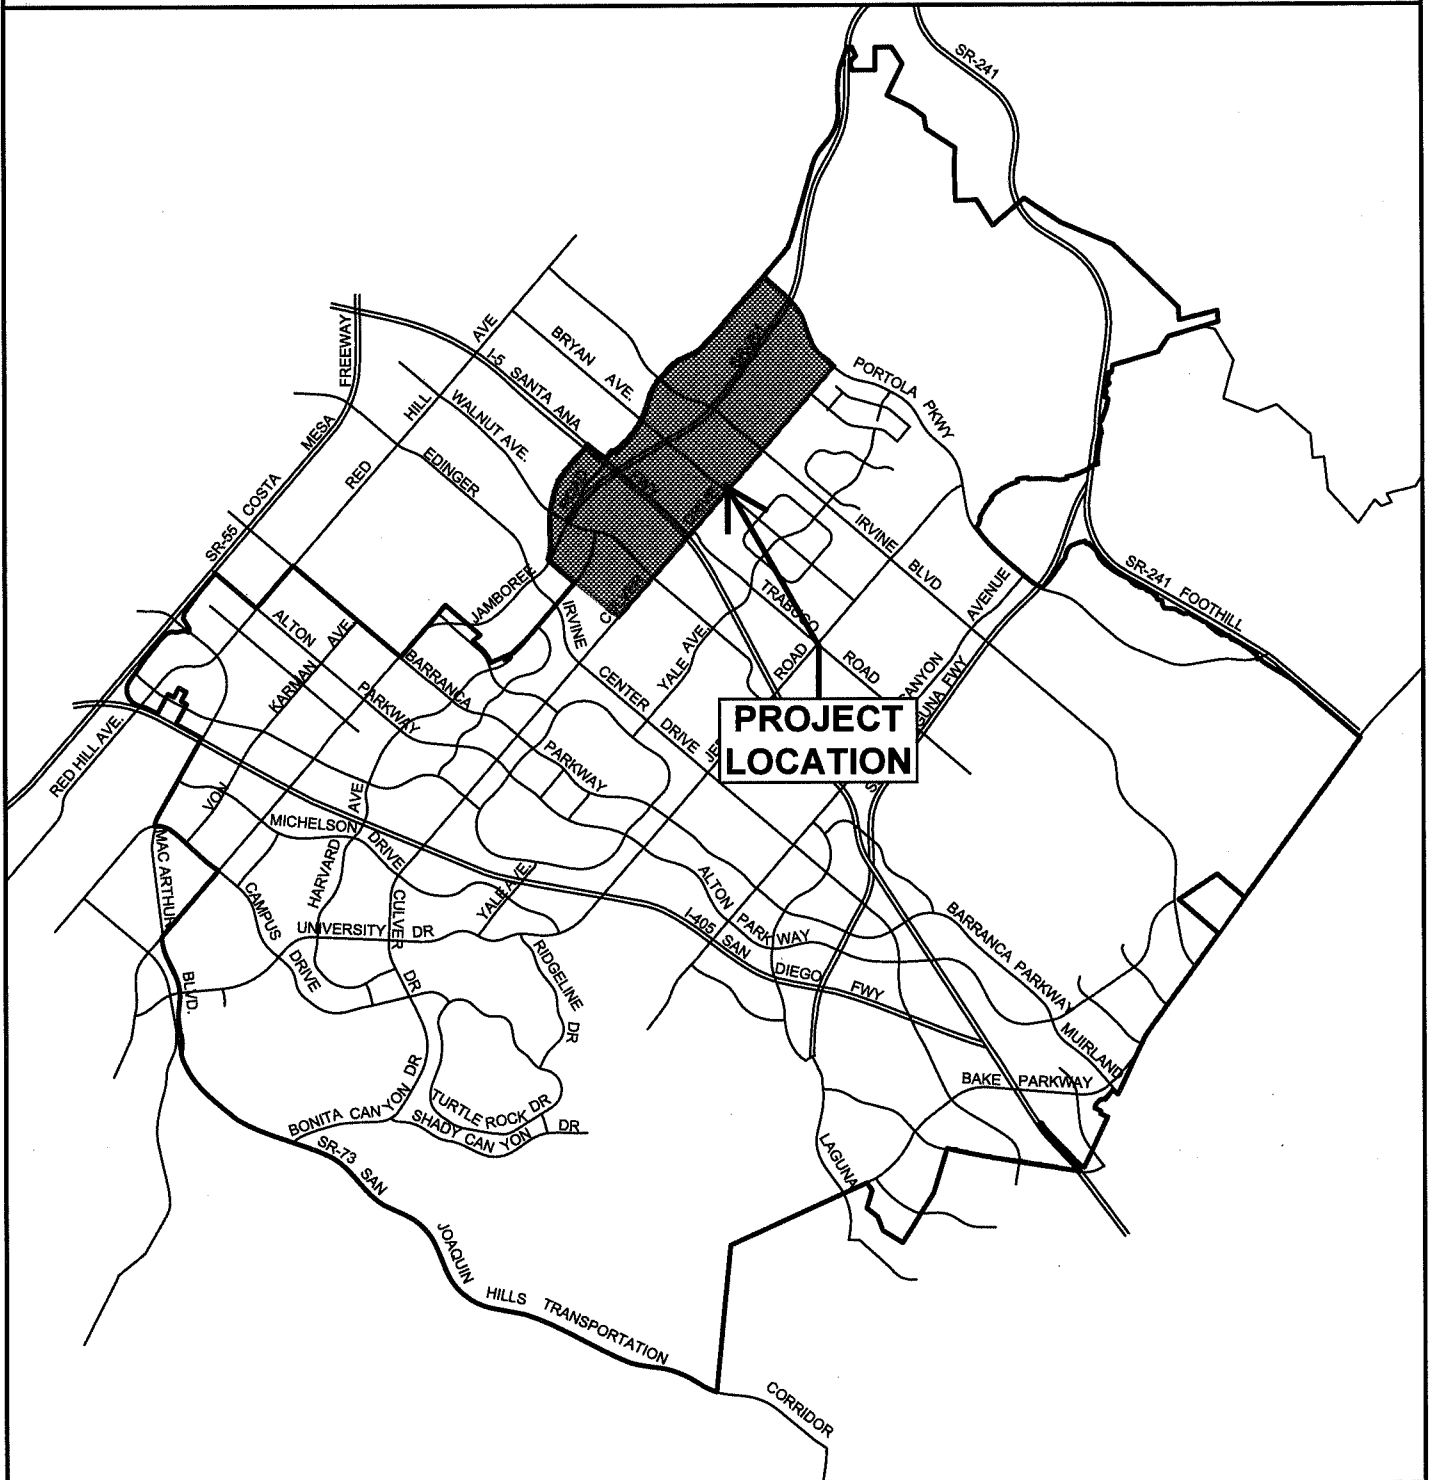 SR-241
FREEWAY
AVE
BRYAN AVE.
I-5 SANTA ANA
PORTOLA PKWY
HILL
WALNUT AVE.
MESA
EDINGER
RED
COSTA
SR-55
IRVINE
BLVD
SR-241 FOOTHILL
JAMBOREE
AVENUE
TRABUCO
ROAD
IRVINE
ALTON
AVE
YALE AVE.
ROAD
BARRANCA
KARMAN
CENTER
PARKWAY
DRIVE
PROJECT
LOCATION
PARKWAY
RED HILL AVE.
VON
AVE
MICHELSON
DRIVE
MAC ARTHUR
HARVARD
CAMPUS
CULVER
YALE AVE.
ALTON
PARKWAY
I-405 SAN DIEGO FWY
UNIVERSITY DR
BARRANCA PARKWAY
RIDGELINE DR
DRIVE
DR
BLVD.
MUIRLAND
BAKE PARKWAY
BONITA CANYON DR
TURTLE ROCK DR
SHADY CANYON DR
LAGUNA
SR-73 SAN
JOAQUIN
HILLS TRANSPORTATION
CORRIDOR